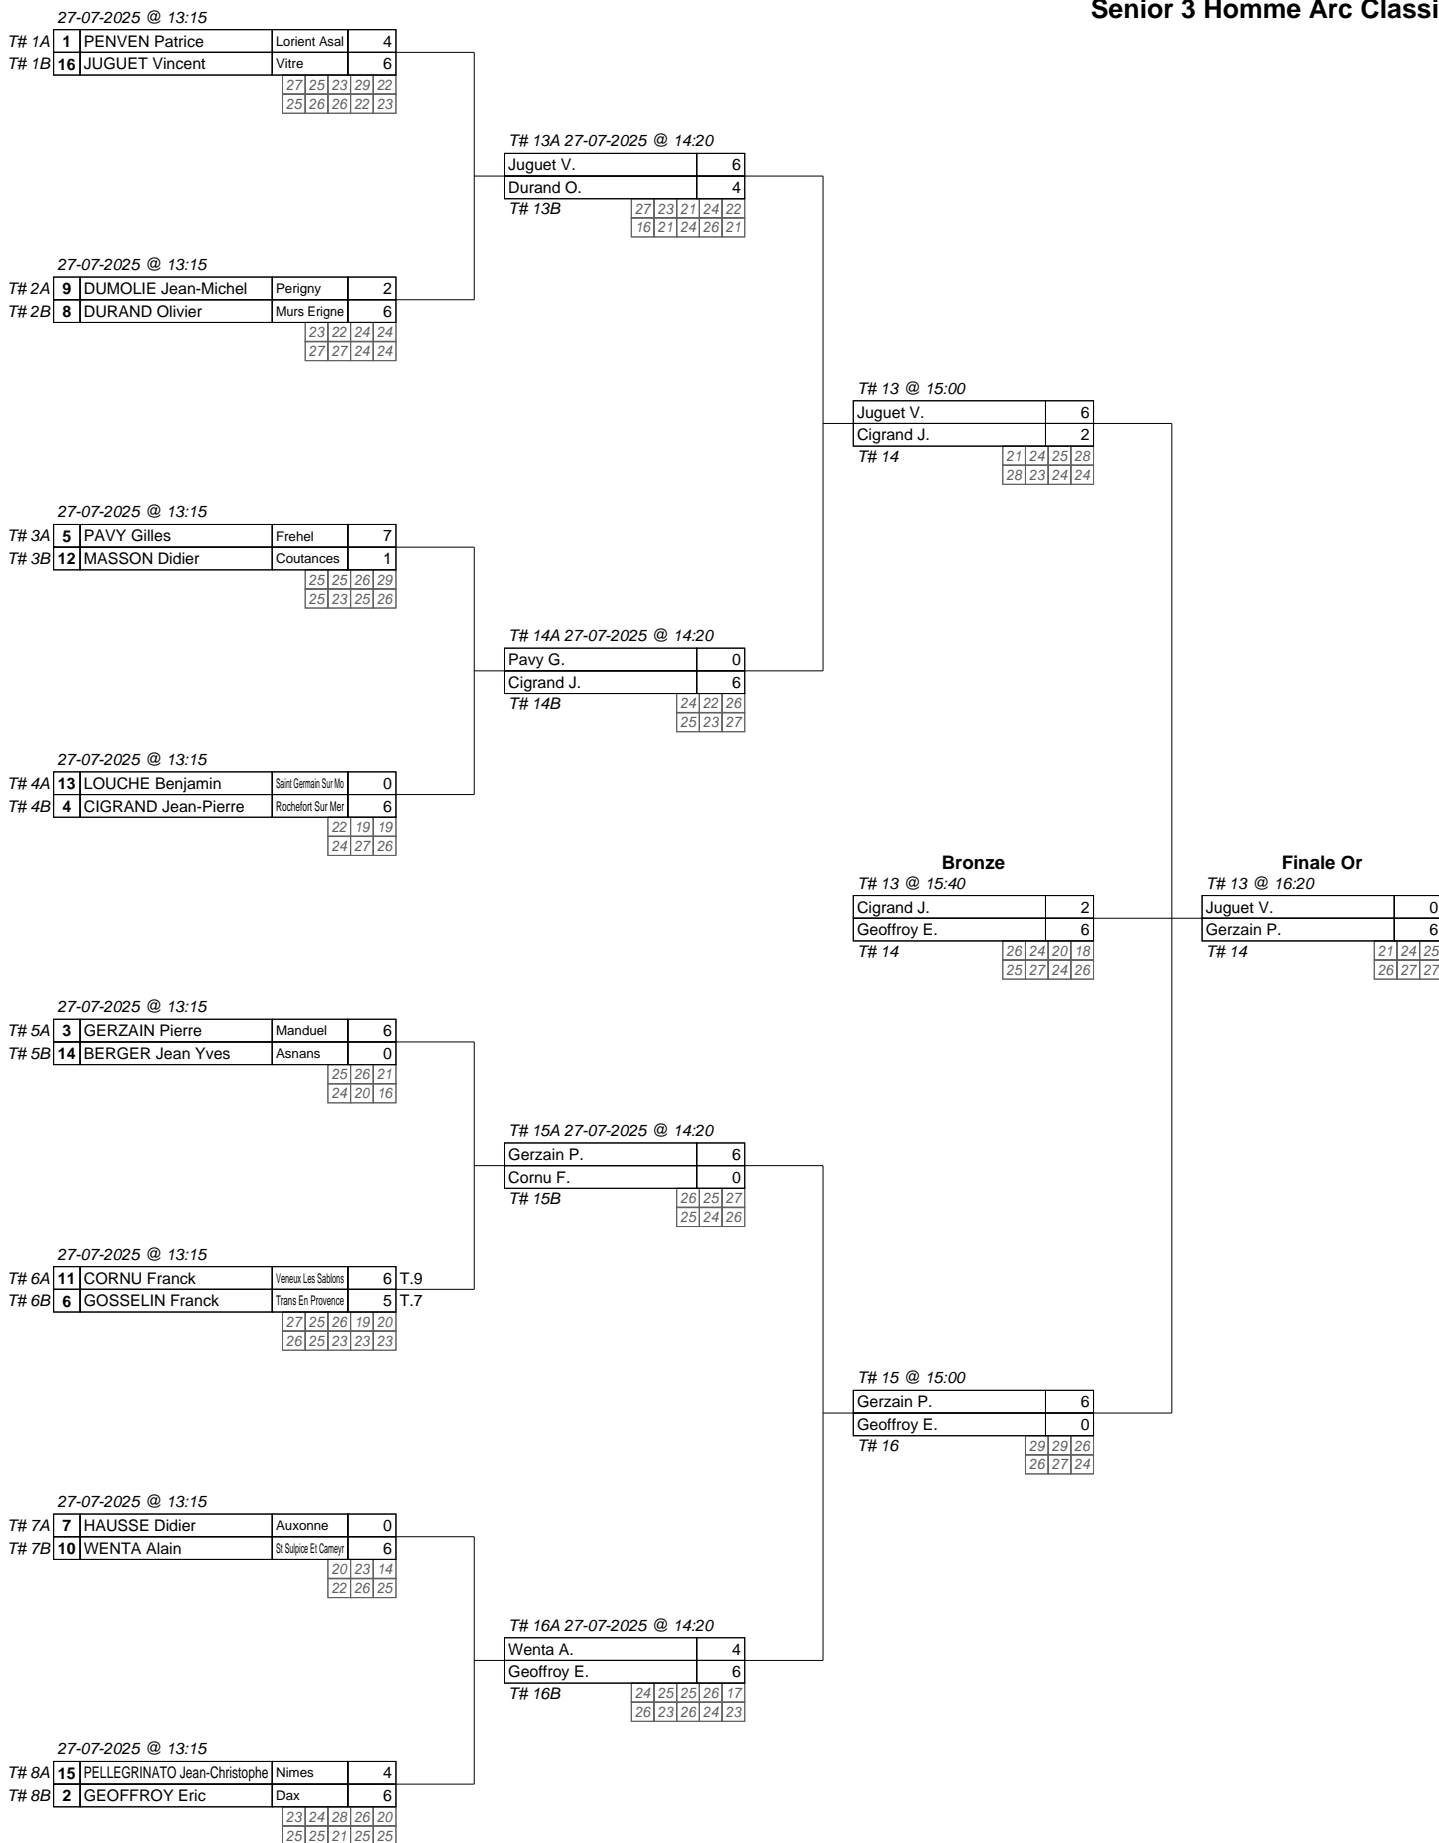 Senior 3 Homme Arc Classi
27-07-2025 @ 13:15
T# 1A 1 PENVEN Patrice Lorient Asal 4
T# 1B 16 JUGUET Vincent Vitre 6
27 25 23 29 22
25 26 26 22 23
T# 13A 27-07-2025 @ 14:20
Juguet V. 6
Durand O. 4
T# 13B 27 23 21 24 22
16 21 24 26 21
27-07-2025 @ 13:15
T# 2A 9 DUMOLIE Jean-Michel Perigny 2
T# 2B 8 DURAND Olivier Murs Erigne 6
23 22 24 24
27 27 24 24
T# 13 @ 15:00
Juguet V. 6
Cigrand J. 2
T# 14 21 24 25 28
28 23 24 24
27-07-2025 @ 13:15
T# 3A 5 PAVY Gilles Frehel 7
T# 3B 12 MASSON Didier Coutances 1
25 25 26 29
25 23 25 26
T# 14A 27-07-2025 @ 14:20
Pavy G. 0
Cigrand J. 6
T# 14B 24 22 26
25 23 27
27-07-2025 @ 13:15
T# 4A 13 LOUCHE Benjamin Saint Germain Sur Mo 0
T# 4B 4 CIGRAND Jean-Pierre Rochefort Sur Mer 6
22 19 19
24 27 26
Bronze
T# 13 @ 15:40
Cigrand J. 2
Geoffroy E. 6
T# 14 26 24 20 18
25 27 24 26
Finale Or
T# 13 @ 16:20
Juguet V. 0
Gerzain P. 6
T# 14 21 24 25
26 27 27
27-07-2025 @ 13:15
T# 5A 3 GERZAIN Pierre Manduel 6
T# 5B 14 BERGER Jean Yves Asnans 0
25 26 21
24 20 16
T# 15A 27-07-2025 @ 14:20
Gerzain P. 6
Cornu F. 0
T# 15B 26 25 27
25 24 26
27-07-2025 @ 13:15
T# 6A 11 CORNU Franck Veneux Les Sablons 6 T.9
T# 6B 6 GOSSELIN Franck Trans En Provence 5 T.7
27 25 26 19 20
26 25 23 23 23
T# 15 @ 15:00
Gerzain P. 6
Geoffroy E. 0
T# 16 29 29 26
26 27 24
27-07-2025 @ 13:15
T# 7A 7 HAUSSE Didier Auxonne 0
T# 7B 10 WENTA Alain St Sulpice Et Cameyr 6
20 23 14
22 26 25
T# 16A 27-07-2025 @ 14:20
Wenta A. 4
Geoffroy E. 6
T# 16B 24 25 25 26 17
26 23 26 24 23
27-07-2025 @ 13:15
T# 8A 15 PELLEGRINATO Jean-Christophe Nimes 4
T# 8B 2 GEOFFROY Eric Dax 6
23 24 28 26 20
25 25 21 25 25